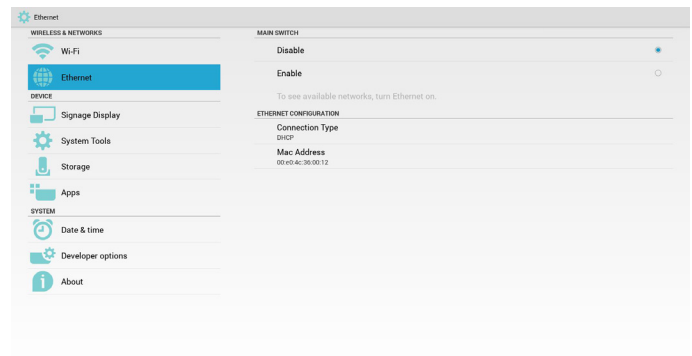 Ethernet
WIRELESS & NETWORKS
Wi-Fi
Ethernet
DEVICE
Signage Display
System Tools
Storage
Apps
SYSTEM
Date & time
Developer options
About
MAIN SWITCH
Disable
Enable
To see available networks, turn Ethernet on.
ETHERNET CONFIGURATION
Connection Type
DHCP
Mac Address
00:e0:4c:36:00:12